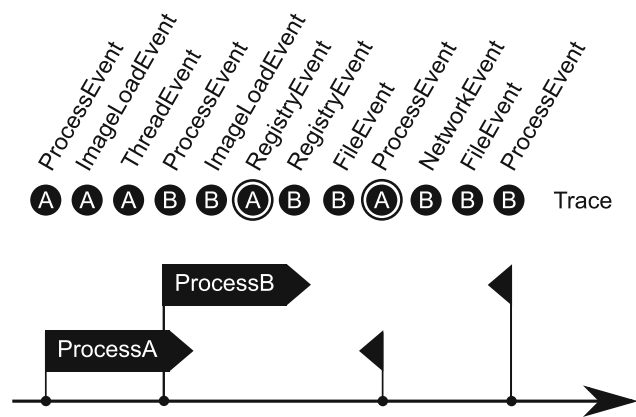 ProcessEvent
ImageLoadEvent
ThreadEvent
ProcessEvent
ImageLoadEvent
RegistryEvent
RegistryEvent
FileEvent
ProcessEvent
NetworkEvent
FileEvent
ProcessEvent
A A A B B A B B A B B B Trace
ProcessB
ProcessA